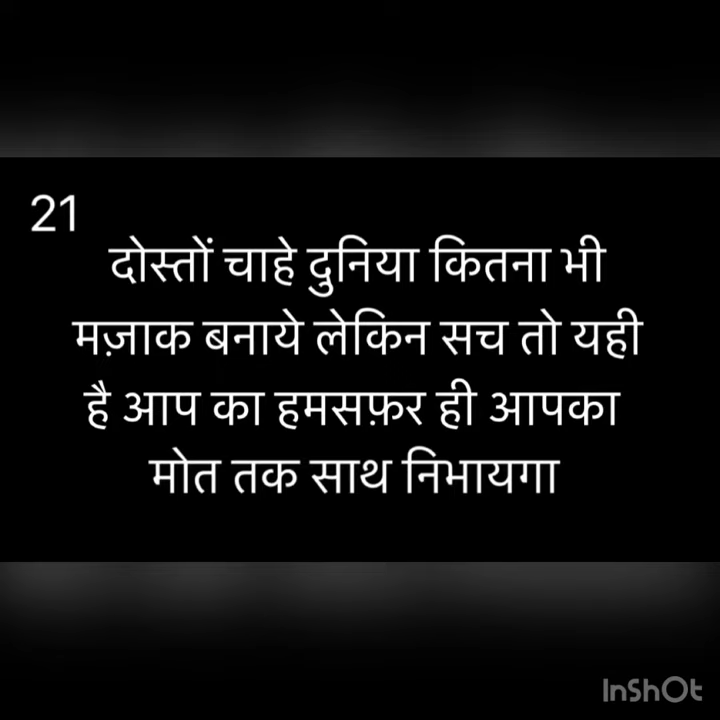 21
दोस्तों चाहे दुनिया कितना भी
मज़ाक बनाये लेकिन सच तो यही
है आप का हमसफ़र ही आपका
मोत तक साथ निभायगा
InShOt